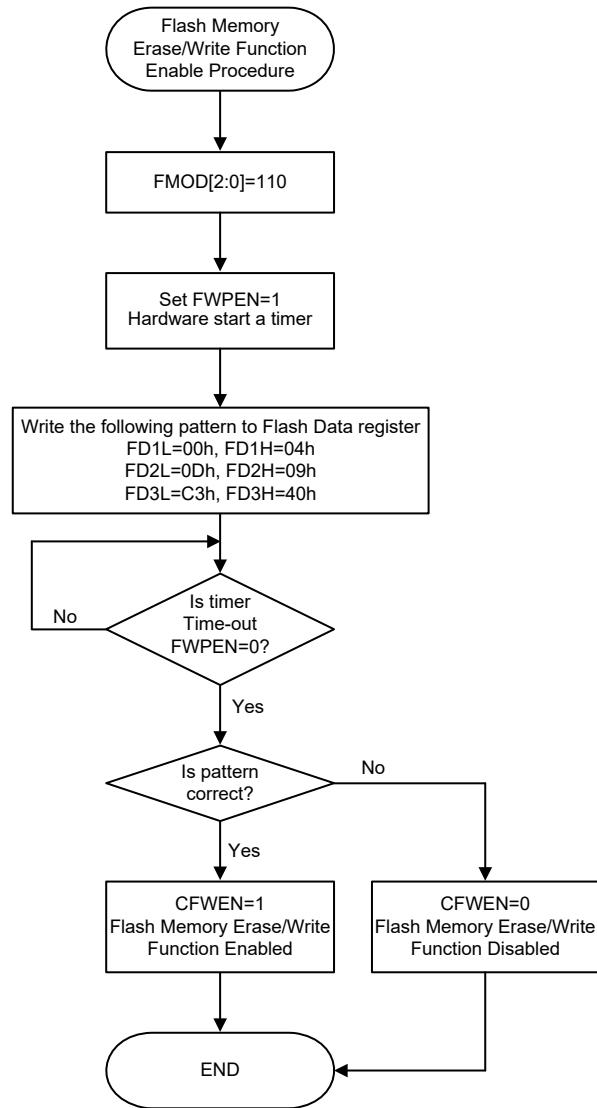 Flash Memory
Erase/Write Function
Enable Procedure
FMOD[2:0]=110
Set FWPEN=1
Hardware start a timer
Write the following pattern to Flash Data register
FD1L=00h, FD1H=04h
FD2L=0Dh, FD2H=09h
FD3L=C3h, FD3H=40h
No
Is timer
Time-out
FWPEN=0?
Yes
Is pattern
correct?
No
Yes
CFWEN=1
Flash Memory Erase/Write
Function Enabled
CFWEN=0
Flash Memory Erase/Write
Function Disabled
END